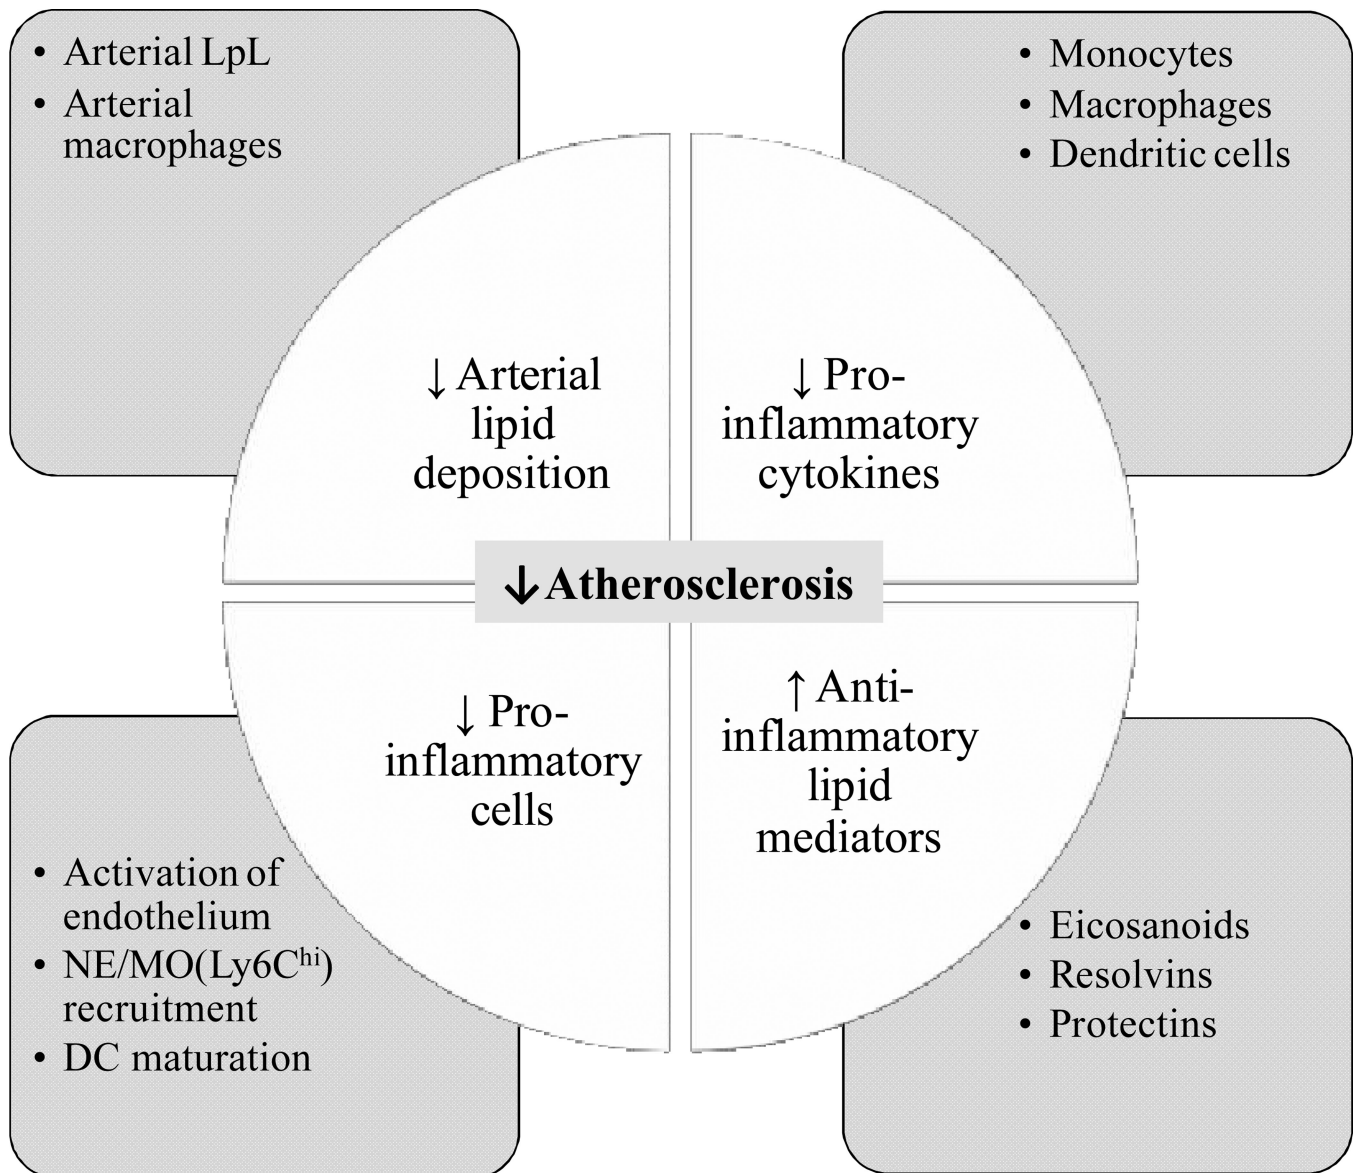 • Arterial LpL
• Arterial
macrophages
• Monocytes
• Macrophages
• Dendritic cells
↓ Arterial
lipid
deposition
↓ Pro-
inflammatory
cytokines
↓ Atherosclerosis
↓ Pro-
inflammatory
cells
↑ Anti-
inflammatory
lipid
mediators
• Activation of
endothelium
• NE/MO(Ly6Cʰⁱ)
recruitment
• DC maturation
• Eicosanoids
• Resolvins
• Protectins